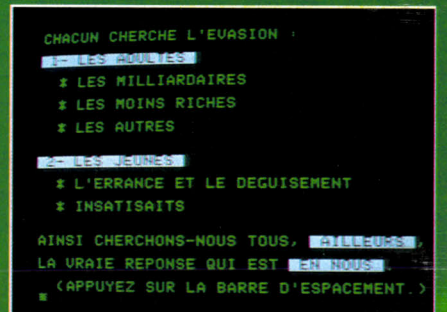 CHACUN CHERCHE L'EVASION :
1- LES ADULTES
* LES MILLIARDAIRES
* LES MOINS RICHES
* LES AUTRES
2- LES JEUNES
* L'ERRANCE ET LE DEGUISEMENT
* INSATISAITS
AINSI CHERCHONS-NOUS TOUS, AILLEURS ,
LA VRAIE REPONSE QUI EST EN NOUS .
(APPUYEZ SUR LA BARRE D'ESPACEMENT.)